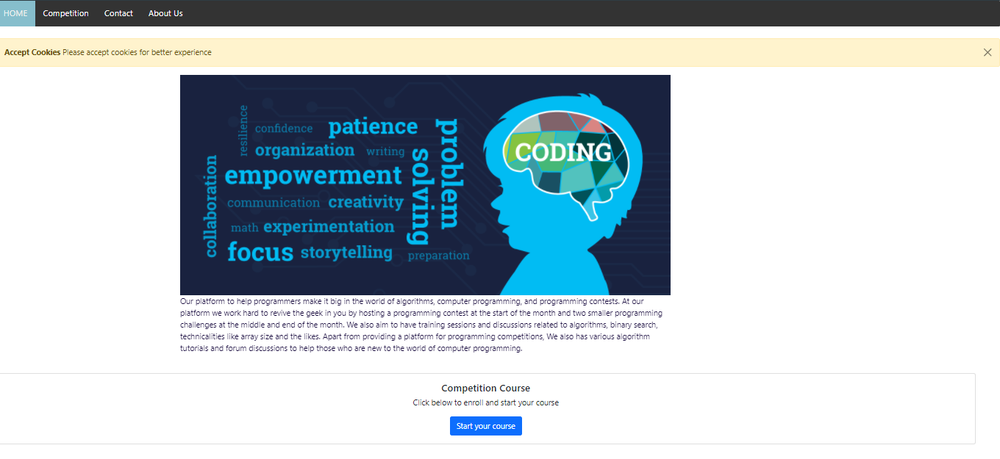 HOME Competition Contact About Us
Accept Cookies Please accept cookies for better experience
resilience
confidence
patience
organization
writing
empowerment
communication
creativity
math
experimentation
focus
storytelling
preparation
collaboration
problem
solving
CODING
Our platform to help programmers make it big in the world of algorithms, computer programming, and programming contests. At our
platform we work hard to revive the geek in you by hosting a programming contest at the start of the month and two smaller programming
challenges at the middle and end of the month. We also aim to have training sessions and discussions related to algorithms, binary search,
technicalities like array size and the likes. Apart from providing a platform for programming competitions, We also has various algorithm
tutorials and forum discussions to help those who are new to the world of computer programming.
Competition Course
Click below to enroll and start your course
Start your course